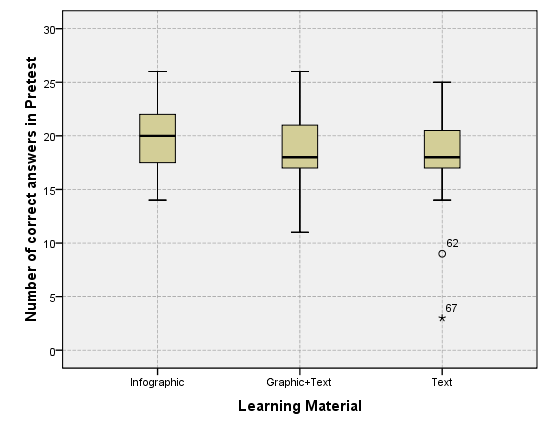 Number of correct answers in Pretest
30
25
20
15
10
5
0
62
67
Infographic
Graphic+Text
Text
Learning Material